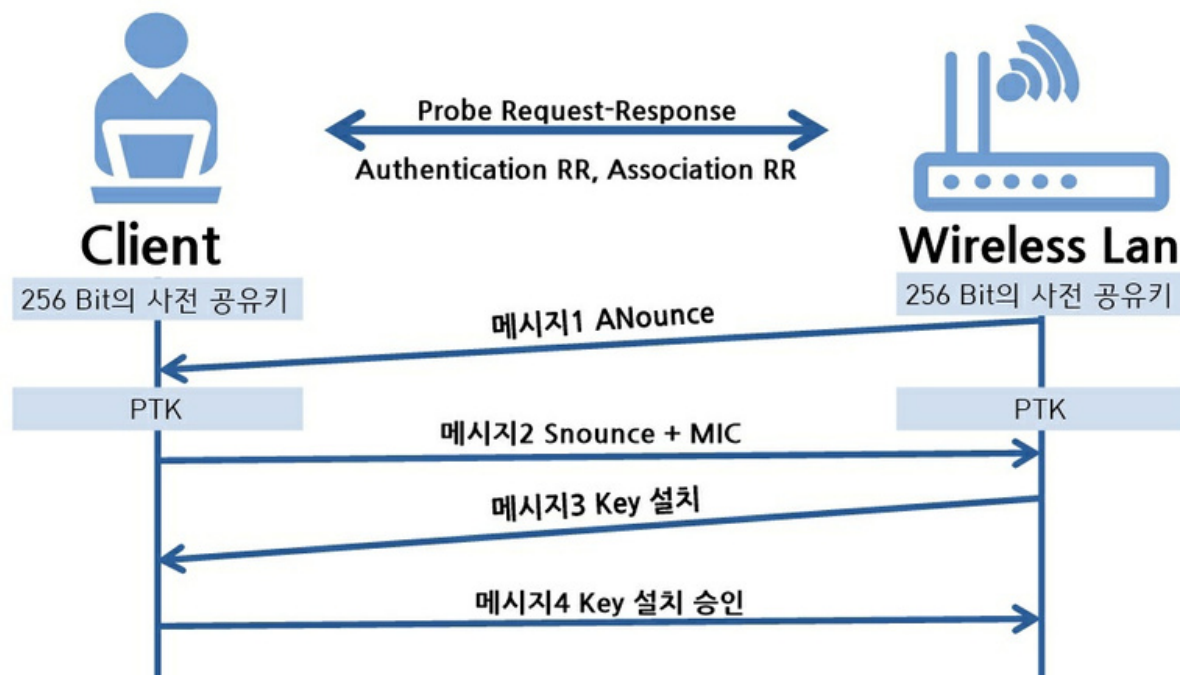 Probe Request-Response
Authentication RR, Association RR
Client
Wireless Lan
256 Bit의 사전 공유키
256 Bit의 사전 공유키
메시지1 ANounce
PTK
PTK
메시지2 Snounce + MIC
메시지3 Key 설치
메시지4 Key 설치 승인